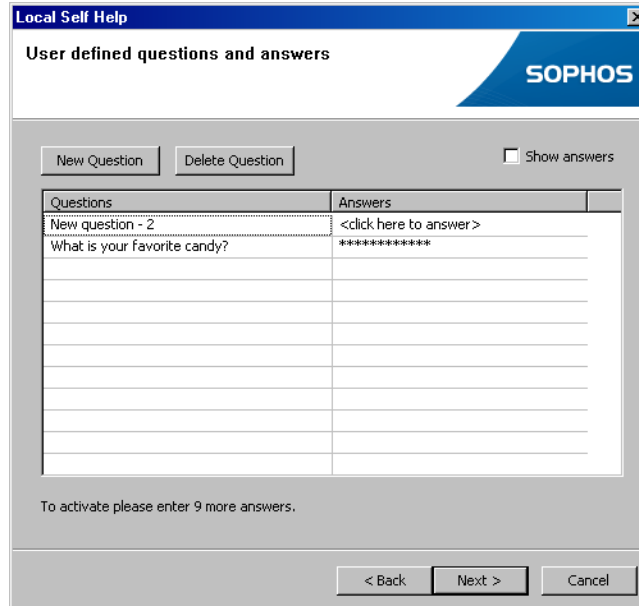 Local Self Help
User defined questions and answers
SOPHOS
New Question Delete Question Show answers
Questions Answers
New question - 2 <click here to answer>
What is your favorite candy? ************
To activate please enter 9 more answers.
< Back Next > Cancel